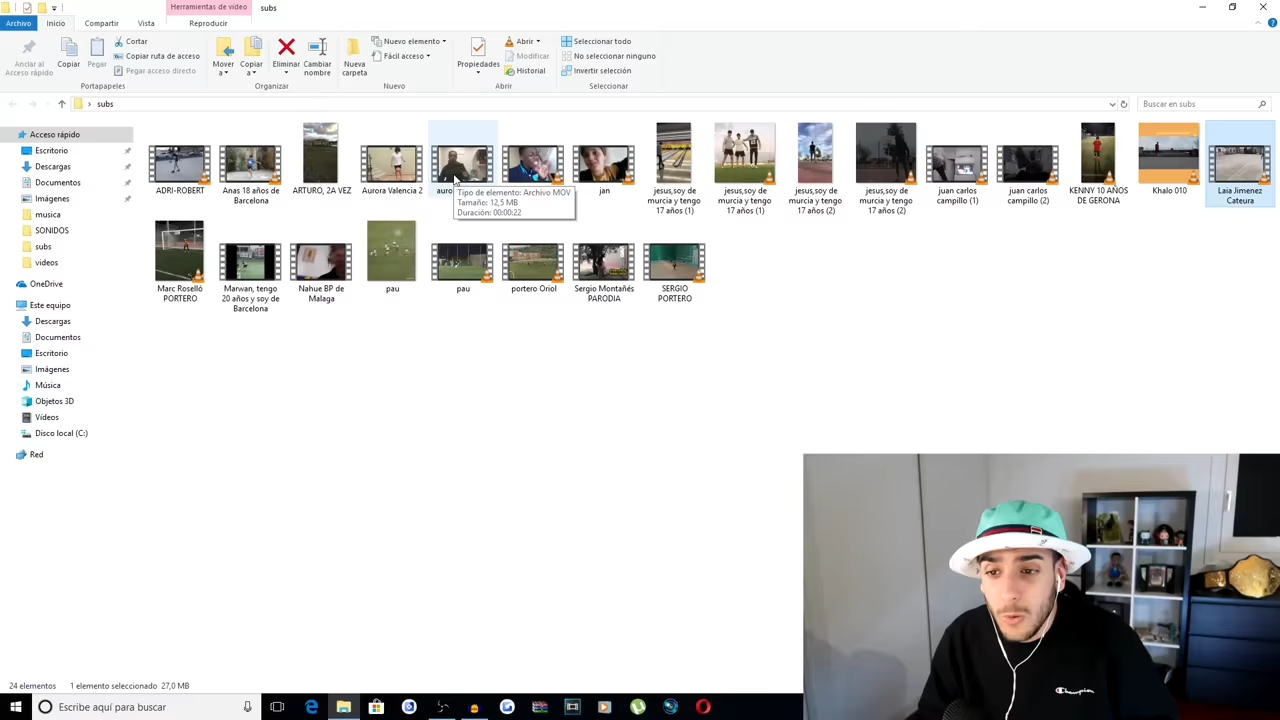 Herramientas de vídeo
subs
Archivo
Inicio
Compartir
Vista
Reproducir
Anclar al
Acceso rápido
Copiar
Pegar
Cortar
Copiar ruta de acceso
Pegar acceso directo
Portapapeles
Mover
a
Copiar
a
Eliminar
Cambiar
nombre
Organizar
Nueva
carpeta
Nuevo elemento
Fácil acceso
Nuevo
Propiedades
Abrir
Modificar
Historial
Abrir
Seleccionar todo
No seleccionar ninguno
Invertir selección
Seleccionar
subs
Buscar en subs
Acceso rápido
Escritorio
Descargas
Documentos
Imágenes
musica
SONIDOS
subs
videos
OneDrive
Este equipo
Descargas
Documentos
Escritorio
Imágenes
Música
Objetos 3D
Vídeos
Disco local (C:)
Red
ADRI-ROBERT
Anas 18 años de
Barcelona
ARTURO, 2A VEZ
Aurora Valencia 2
jan
jesus,soy de
murcia y tengo
17 años (1)
jesus,soy de
murcia y tengo
17 años (1)
jesus,soy de
murcia y tengo
17 años (2)
jesus,soy de
murcia y tengo
17 años (2)
juan carlos
campillo (1)
juan carlos
campillo (2)
KENNY 10 AÑOS
DE GERONA
Khalo 010
Laia Jimenez
Cateura
Tipo de elemento: Archivo MOV
Tamaño: 12,5 MB
Duración: 00:00:22
Marc Roselló
PORTERO
Marwan, tengo
20 años y soy de
Barcelona
Nahue BP de
Malaga
pau
pau
portero Oriol
Sergio Montañés
PARODIA
SERGIO
PORTERO
Champion
24 elementos
1 elemento seleccionado 27,0 MB
Escribe aquí para buscar